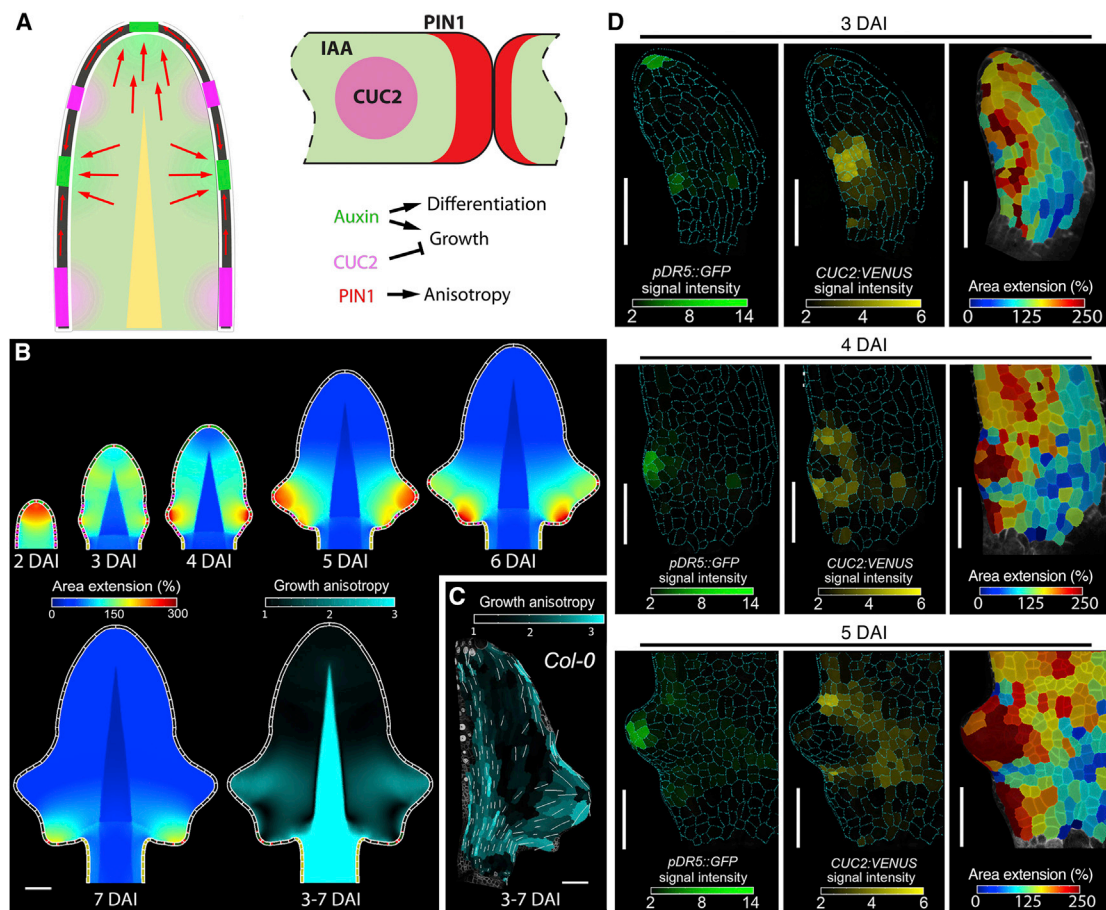 A
PIN1
IAA
CUC2
Auxin
Differentiation
Growth
CUC2
PIN1
Anisotropy
B
2 DAI
3 DAI
4 DAI
5 DAI
6 DAI
Area extension (%)
0 150 300
Growth anisotropy
1 2 3
7 DAI
3-7 DAI
C
Growth anisotropy
1 2 3
Col-0
3-7 DAI
D
3 DAI
pDR5::GFP
signal intensity
2 8 14
CUC2:VENUS
signal intensity
2 4 6
Area extension (%)
0 125 250
4 DAI
pDR5::GFP
signal intensity
2 8 14
CUC2:VENUS
signal intensity
2 4 6
Area extension (%)
0 125 250
5 DAI
pDR5::GFP
signal intensity
2 8 14
CUC2:VENUS
signal intensity
2 4 6
Area extension (%)
0 125 250